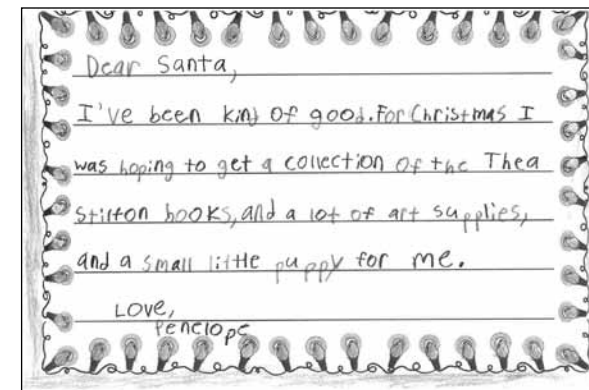 Dear Santa,
I've been kind of good. For Christmas I
was hoping to get a collection of the Thea
Stilton books, and a lot of art supplies,
and a small little puppy for me.
Love,
Penelope